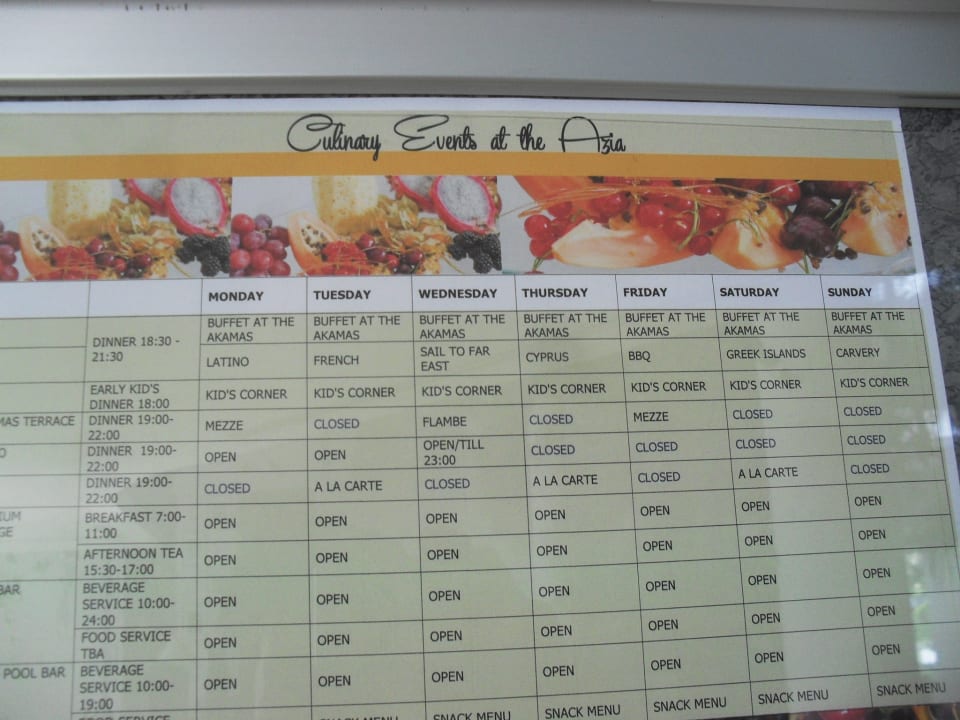 Culinary Events at the Azia
MONDAY TUESDAY WEDNESDAY THURSDAY FRIDAY SATURDAY SUNDAY
DINNER 18:30 -
21:30
BUFFET AT THE
AKAMAS
BUFFET AT THE
AKAMAS
BUFFET AT THE
AKAMAS
BUFFET AT THE
AKAMAS
BUFFET AT THE
AKAMAS
BUFFET AT THE
AKAMAS
BUFFET AT THE
AKAMAS
LATINO
FRENCH
SAIL TO FAR
EAST
CYPRUS
BBQ
GREEK ISLANDS
CARVERY
EARLY KID'S
DINNER 18:00
KID'S CORNER KID'S CORNER KID'S CORNER KID'S CORNER KID'S CORNER KID'S CORNER KID'S CORNER
MAS TERRACE
DINNER 19:00-
22:00
MEZZE CLOSED FLAMBE CLOSED MEZZE CLOSED CLOSED
O
DINNER 19:00-
22:00
OPEN OPEN
OPEN/TILL
23:00
CLOSED CLOSED CLOSED CLOSED
DINNER 19:00-
22:00
CLOSED A LA CARTE CLOSED A LA CARTE CLOSED A LA CARTE CLOSED
IUM
GE
BREAKFAST 7:00-
11:00
OPEN OPEN OPEN OPEN OPEN OPEN OPEN
AFTERNOON TEA
15:30-17:00
OPEN OPEN OPEN OPEN OPEN OPEN OPEN
BAR
BEVERAGE
SERVICE 10:00-
24:00
OPEN OPEN OPEN OPEN OPEN OPEN OPEN
FOOD SERVICE
TBA
OPEN OPEN OPEN OPEN OPEN OPEN OPEN
POOL BAR
BEVERAGE
SERVICE 10:00-
19:00
OPEN OPEN OPEN OPEN OPEN OPEN OPEN
FOOD SERVICE
SNACK MENU SNACK MENU SNACK MENU SNACK MENU SNACK MENU SNACK MENU